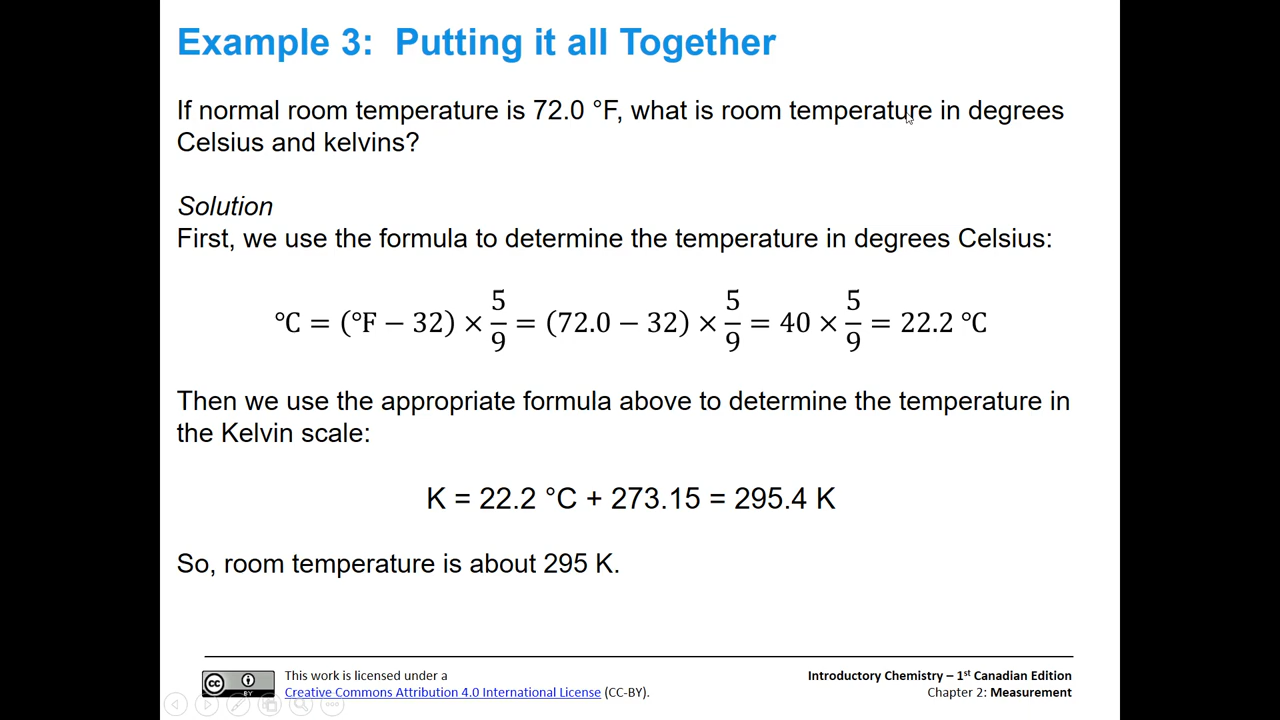 Example 3:  Putting it all Together
If normal room temperature is 72.0 °F, what is room temperature in degrees
Celsius and kelvins?
Solution
First, we use the formula to determine the temperature in degrees Celsius:
℃ = (℉ − 32) × 5/9 = (72.0 − 32) × 5/9 = 40 × 5/9 = 22.2 ℃
Then we use the appropriate formula above to determine the temperature in
the Kelvin scale:
K = 22.2 °C + 273.15 = 295.4 K
So, room temperature is about 295 K.
cc BY
This work is licensed under a
Creative Commons Attribution 4.0 International License (CC-BY).
Introductory Chemistry – 1st Canadian Edition
Chapter 2: Measurement